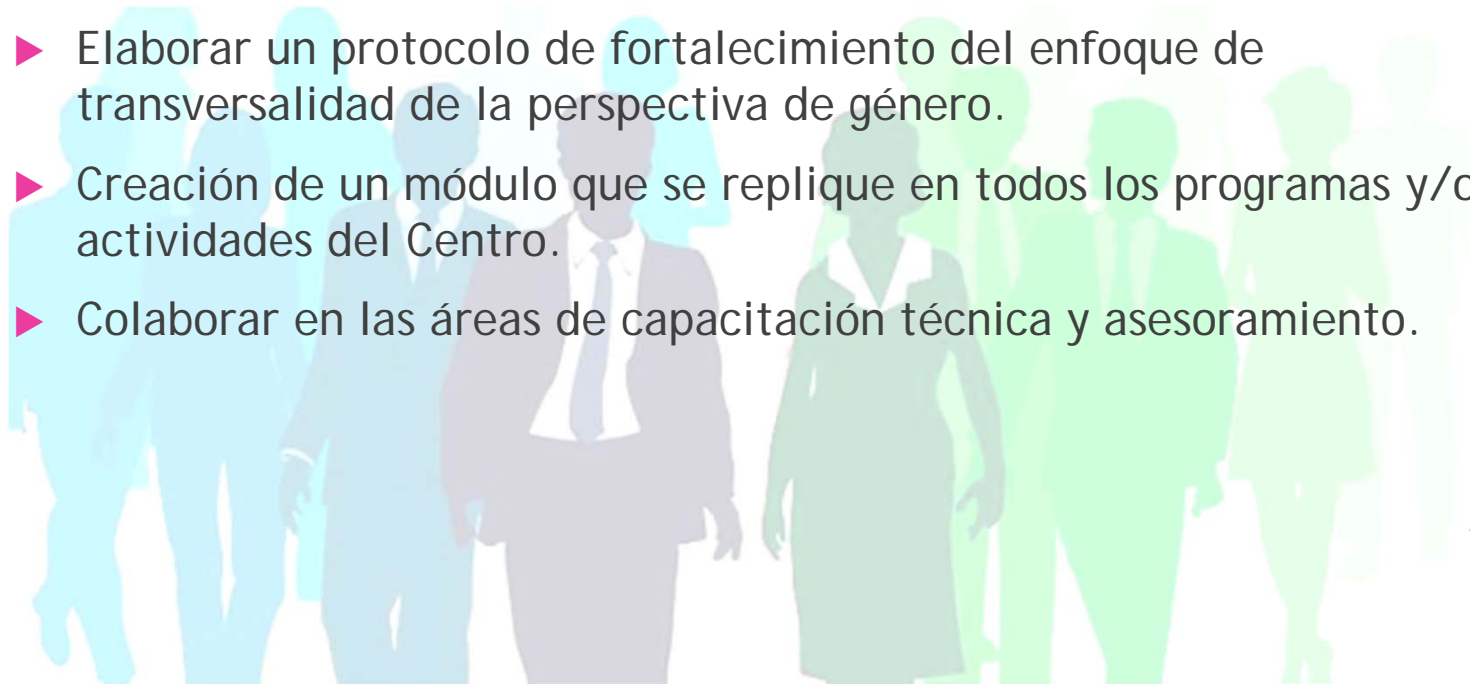 ▶ Elaborar un protocolo de fortalecimiento del enfoque de
transversalidad de la perspectiva de género.
▶ Creación de un módulo que se replique en todos los programas y/o
actividades del Centro.
▶ Colaborar en las áreas de capacitación técnica y asesoramiento.